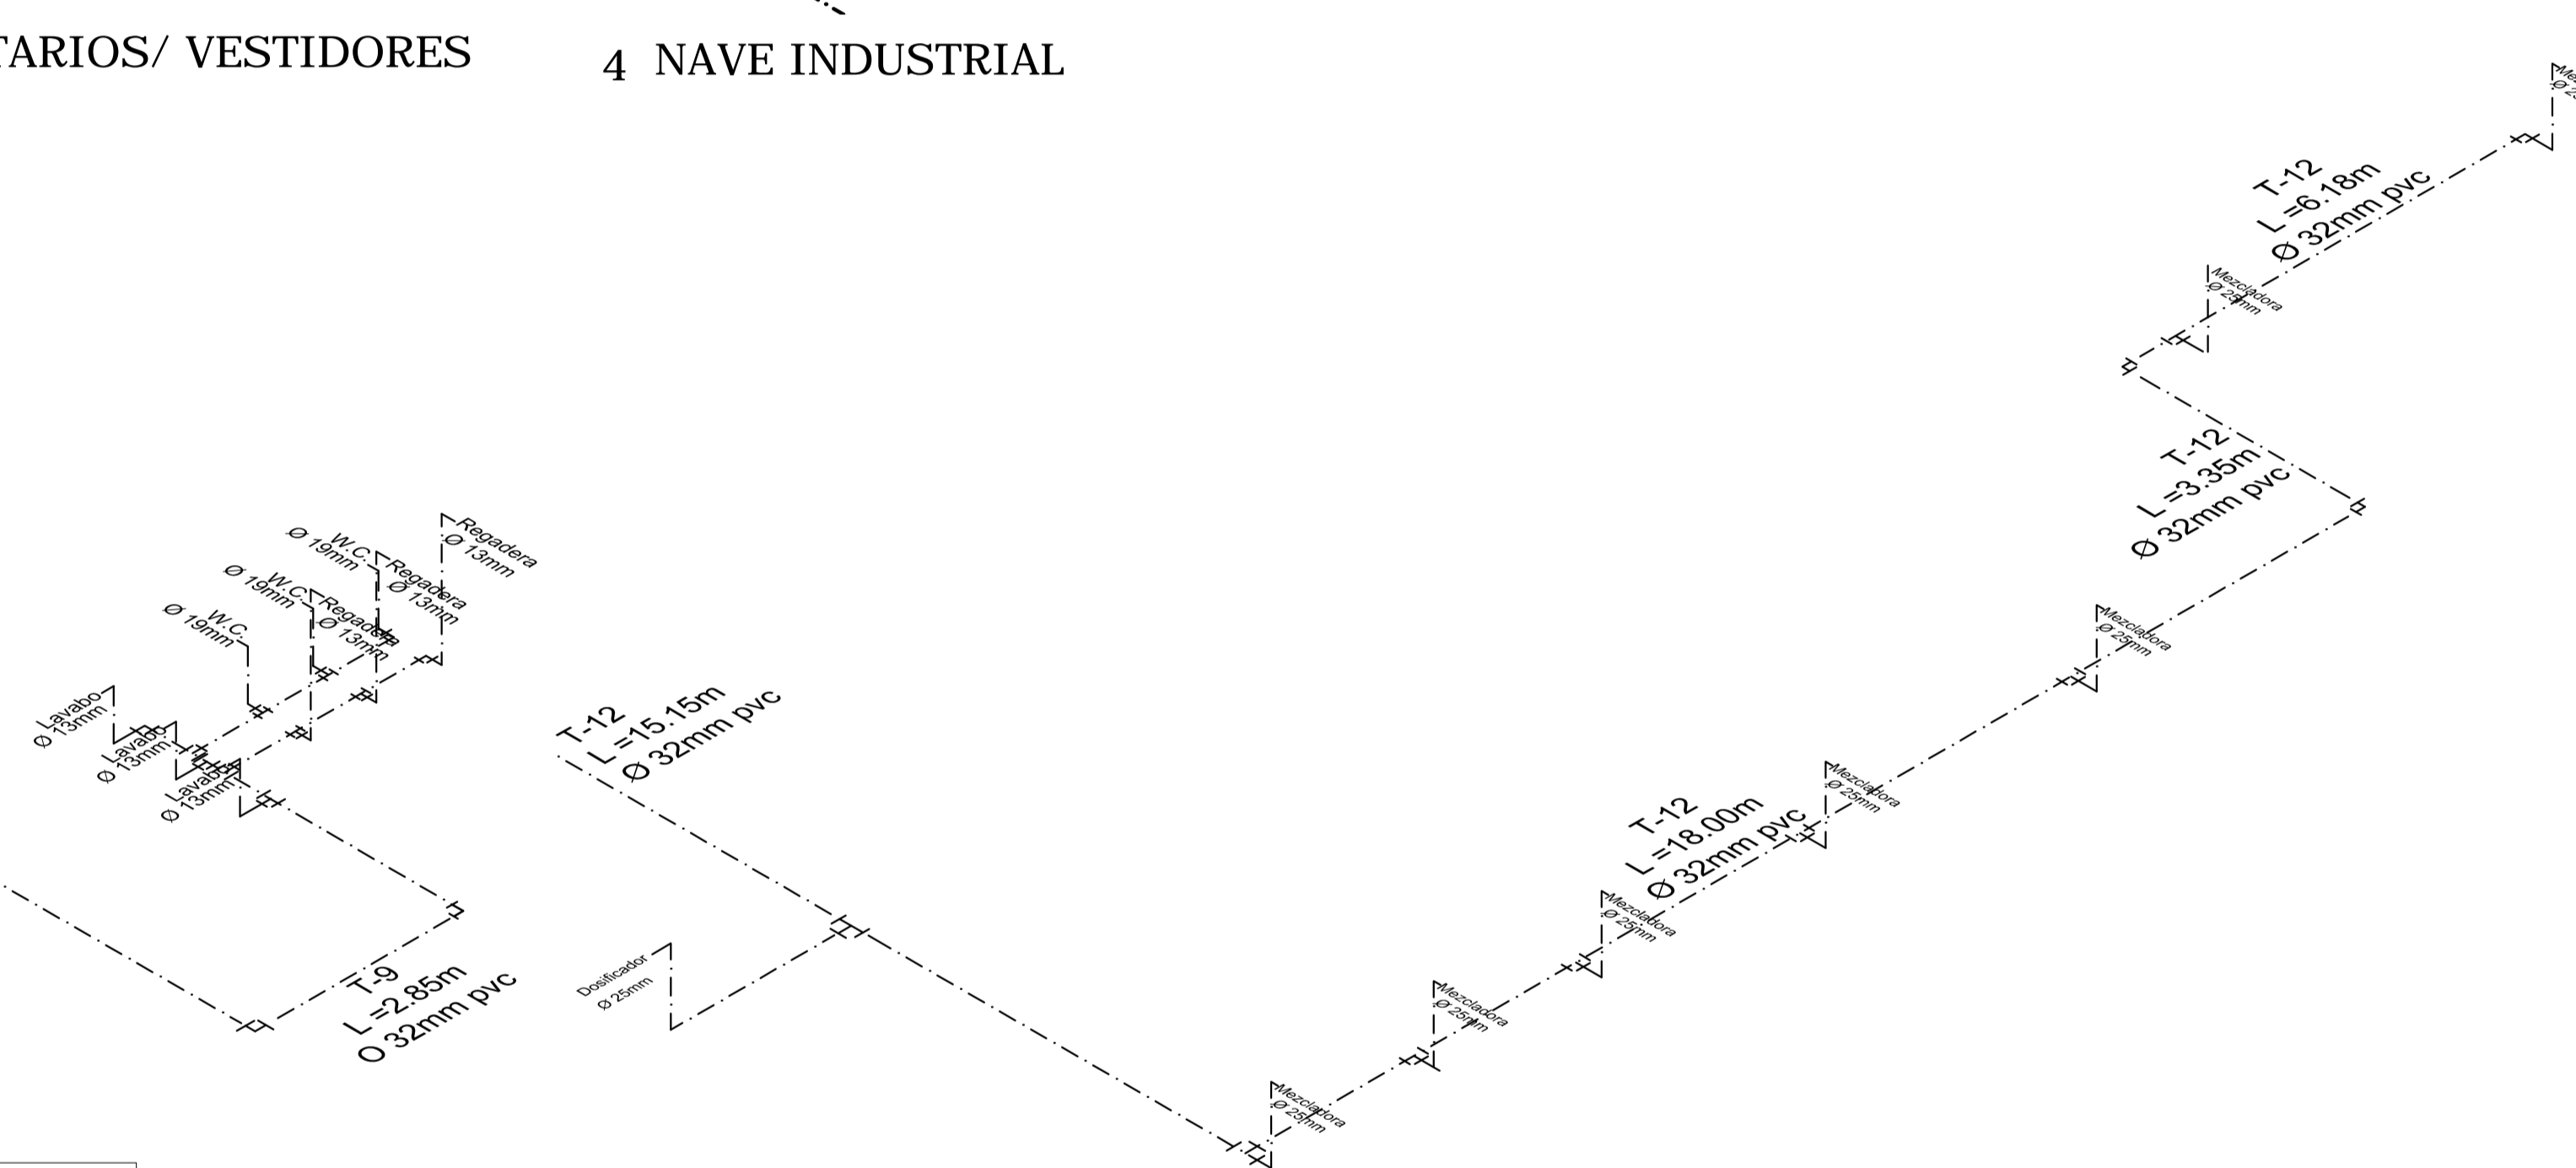 TARIOS/ VESTIDORES
4 NAVE INDUSTRIAL
T-12
L =6.18m
Ø 32mm pvc
Mezcladora
Ø 25mm
T-12
L =3.35m
Ø 32mm pvc
Mezcladora
Ø 25mm
Mezcladora
Ø 25mm
T-12
L =18.00m
Ø 32mm pvc
Mezcladora
Ø 25mm
Mezcladora
Ø 25mm
Mezcladora
Ø 25mm
T-12
L =15.15m
Ø 32mm pvc
Dosificador
Ø 25mm
Regadera
Ø 13mm
W.C.
Ø 19mm
Regadera
Ø 13mm
W.C.
Ø 19mm
Regadera
Ø 13mm
W.C.
Ø 19mm
Lavabo
Ø 13mm
Lavabo
Ø 13mm
Lavabo
Ø 13mm
T-9
L =2.85m
O 32mm pvc